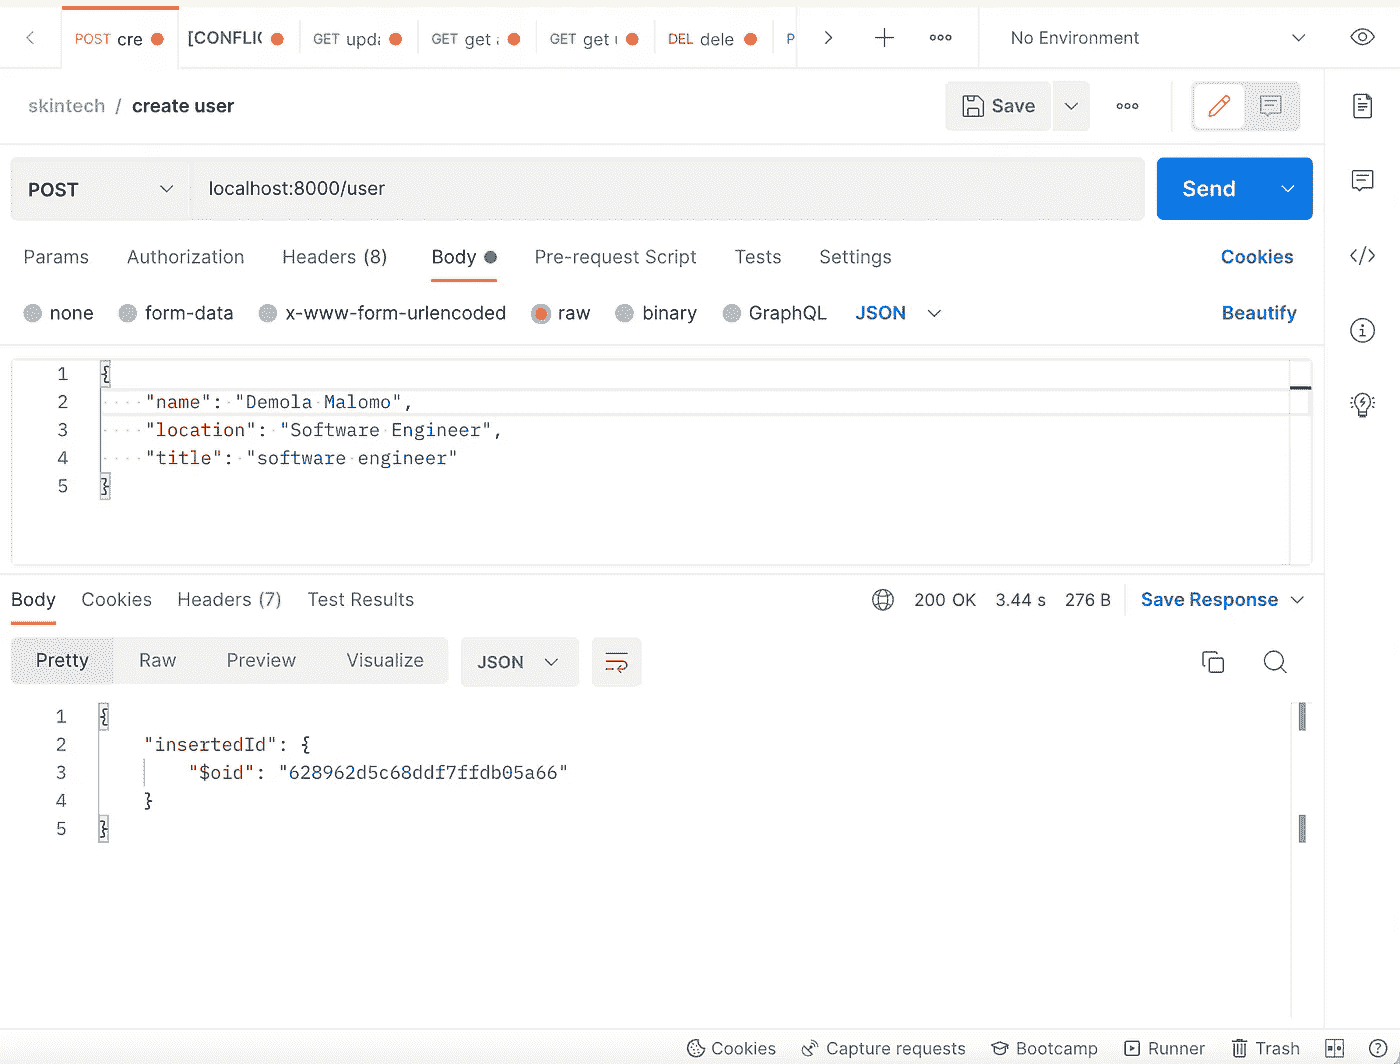 POST cre [CONFLI GET upd GET get GET get DEL dele P No Environment
skintech / create user Save
POST localhost:8000/user Send
Params Authorization Headers (8) Body Pre-request Script Tests Settings Cookies
none form-data x-www-form-urlencoded raw binary GraphQL JSON Beautify
1 {
2 "name": "Demola Malomo",
3 "location": "Software Engineer",
4 "title": "software engineer"
5 }
Body Cookies Headers (7) Test Results 200 OK 3.44 s 276 B Save Response
Pretty Raw Preview Visualize JSON
1 {
2 "insertedId": {
3 "$oid": "628962d5c68ddf7ffdb05a66"
4 }
5 }
Cookies Capture requests Bootcamp Runner Trash